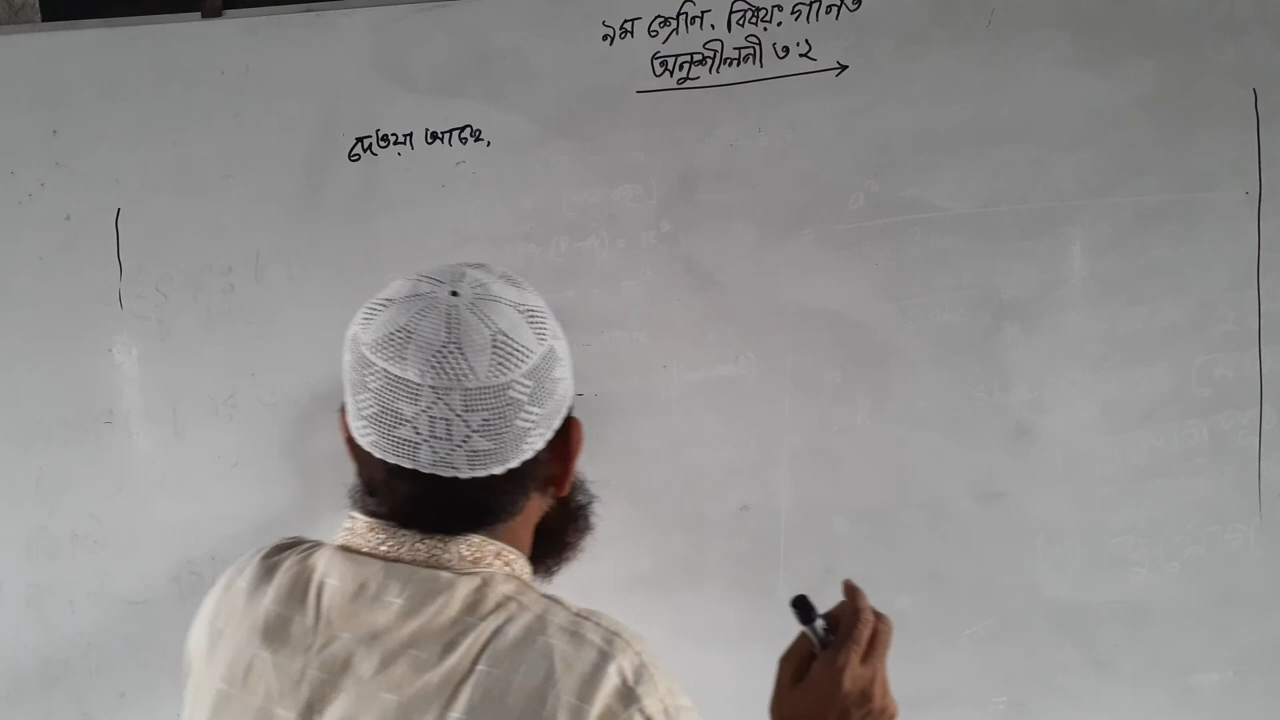 ৯ম শ্রেণি, বিষয়: গণিত
অনুশীলনী ৩.২
দেওয়া আছে,